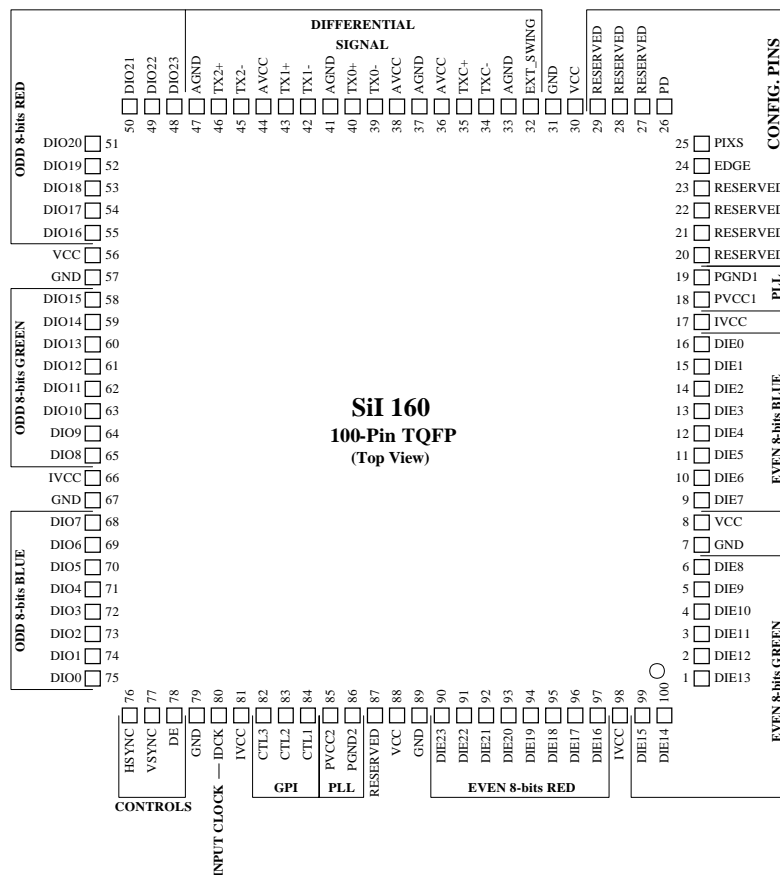 DIFFERENTIAL
SIGNAL
CONFIG. PINS
ODD 8-bits RED
DIO21
DIO22
DIO23
AGND
TX2+
TX2-
AVCC
TX1+
TX1-
AGND
TX0+
TX0-
AVCC
AGND
AVCC
TXC+
TXC-
AGND
EXT_SWING
GND
VCC
RESERVED
RESERVED
RESERVED
PD
50 49 48 47 46 45 44 43 42 41 40 39 38 37 36 35 34 33 32 31 30 29 28 27 26
DIO20 51
DIO19 52
DIO18 53
DIO17 54
DIO16 55
VCC 56
GND 57
ODD 8-bits GREEN
DIO15 58
DIO14 59
DIO13 60
DIO12 61
DIO11 62
DIO10 63
DIO9 64
DIO8 65
IVCC 66
GND 67
ODD 8-bits BLUE
DIO7 68
DIO6 69
DIO5 70
DIO4 71
DIO3 72
DIO2 73
DIO1 74
DIO0 75
SiI 160
100-Pin TQFP
(Top View)
25 PIXS
24 EDGE
23 RESERVED
22 RESERVED
21 RESERVED
20 RESERVED
19 PGND1
18 PVCC1
PLL
17 IVCC
16 DIE0
15 DIE1
14 DIE2
13 DIE3
12 DIE4
11 DIE5
10 DIE6
9 DIE7
EVEN 8-bits BLUE
8 VCC
7 GND
6 DIE8
5 DIE9
4 DIE10
3 DIE11
2 DIE12
1 DIE13
EVEN 8-bits GREEN
76 77 78 79 80 81 82 83 84 85 86 87 88 89 90 91 92 93 94 95 96 97 98 99 100
HSYNC
VSYNC
DE
GND
INPUT CLOCK — IDCK
IVCC
CTL3
CTL2
CTL1
PVCC2
PGND2
RESERVED
VCC
GND
DIE23
DIE22
DIE21
DIE20
DIE19
DIE18
DIE17
DIE16
IVCC
DIE15
DIE14
CONTROLS
GPI
PLL
EVEN 8-bits RED